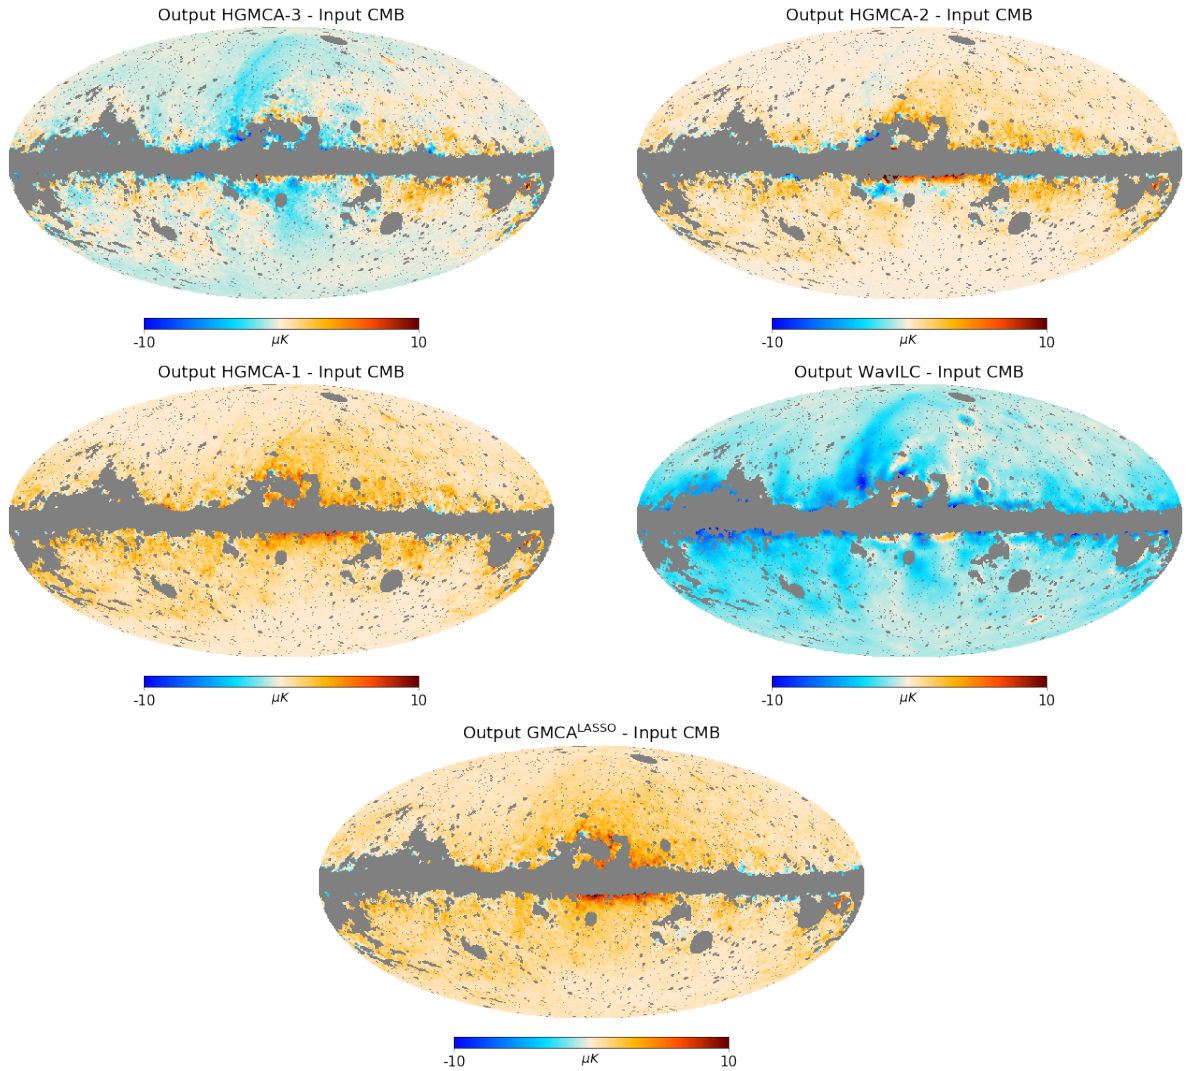 Output HGMCA-3 - Input CMB
Output HGMCA-2 - Input CMB
-10 μK 10
-10 μK 10
Output HGMCA-1 - Input CMB
Output WavILC - Input CMB
-10 μK 10
-10 μK 10
Output GMCA^LASSO - Input CMB
-10 μK 10